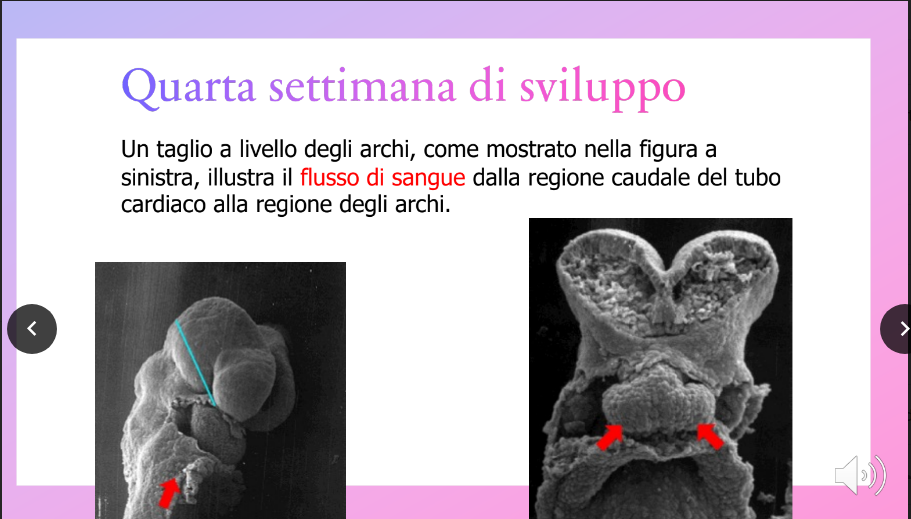 Quarta settimana di sviluppo
Un taglio a livello degli archi, come mostrato nella figura a
sinistra, illustra il flusso di sangue dalla regione caudale del tubo
cardiaco alla regione degli archi.